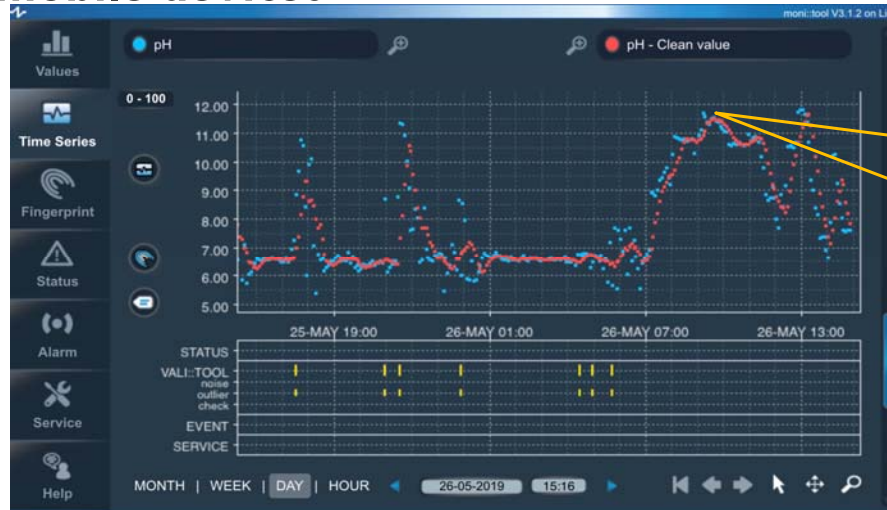 moni::tool V3.1.2 on Li
pH
pH - Clean value
Values
Time Series
Fingerprint
Status
Alarm
Service
Help
0 - 100
12.00
11.00
10.00
9.00
8.00
7.00
6.00
5.00
25-MAY 19:00
26-MAY 01:00
26-MAY 07:00
26-MAY 13:00
STATUS
VALI::TOOL
noise
outlier
check
EVENT
SERVICE
MONTH | WEEK | DAY | HOUR
26-05-2019
15:16